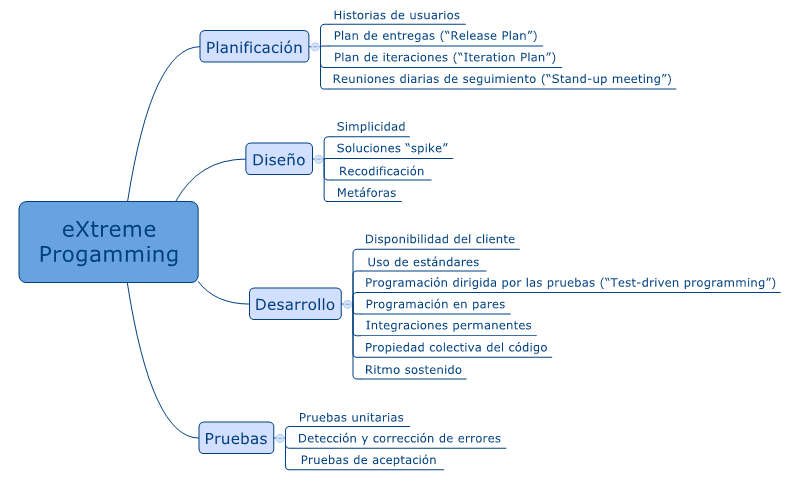 eXtreme
Progamming
Planificación
Historias de usuarios
Plan de entregas (“Release Plan”)
Plan de iteraciones (“Iteration Plan”)
Reuniones diarias de seguimiento (“Stand-up meeting”)
Diseño
Simplicidad
Soluciones “spike”
Recodificación
Metáforas
Desarrollo
Disponibilidad del cliente
Uso de estándares
Programación dirigida por las pruebas (“Test-driven programming”)
Programación en pares
Integraciones permanentes
Propiedad colectiva del código
Ritmo sostenido
Pruebas
Pruebas unitarias
Detección y corrección de errores
Pruebas de aceptación